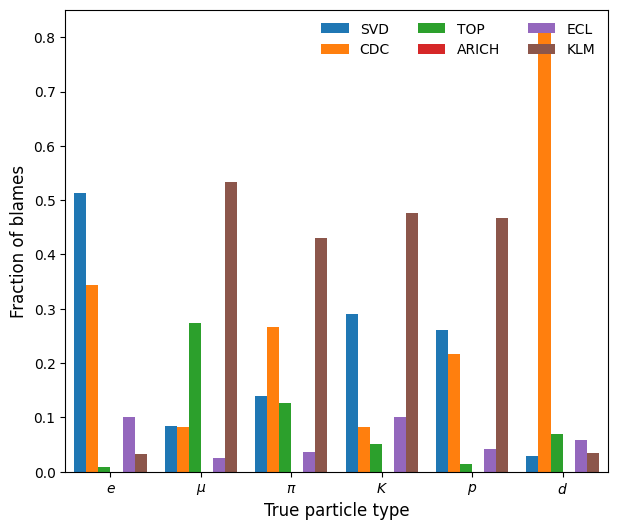 SVD TOP ECL
CDC ARICH KLM
Fraction of blames
0.8
0.7
0.6
0.5
0.4
0.3
0.2
0.1
0.0
e μ π K p d
True particle type